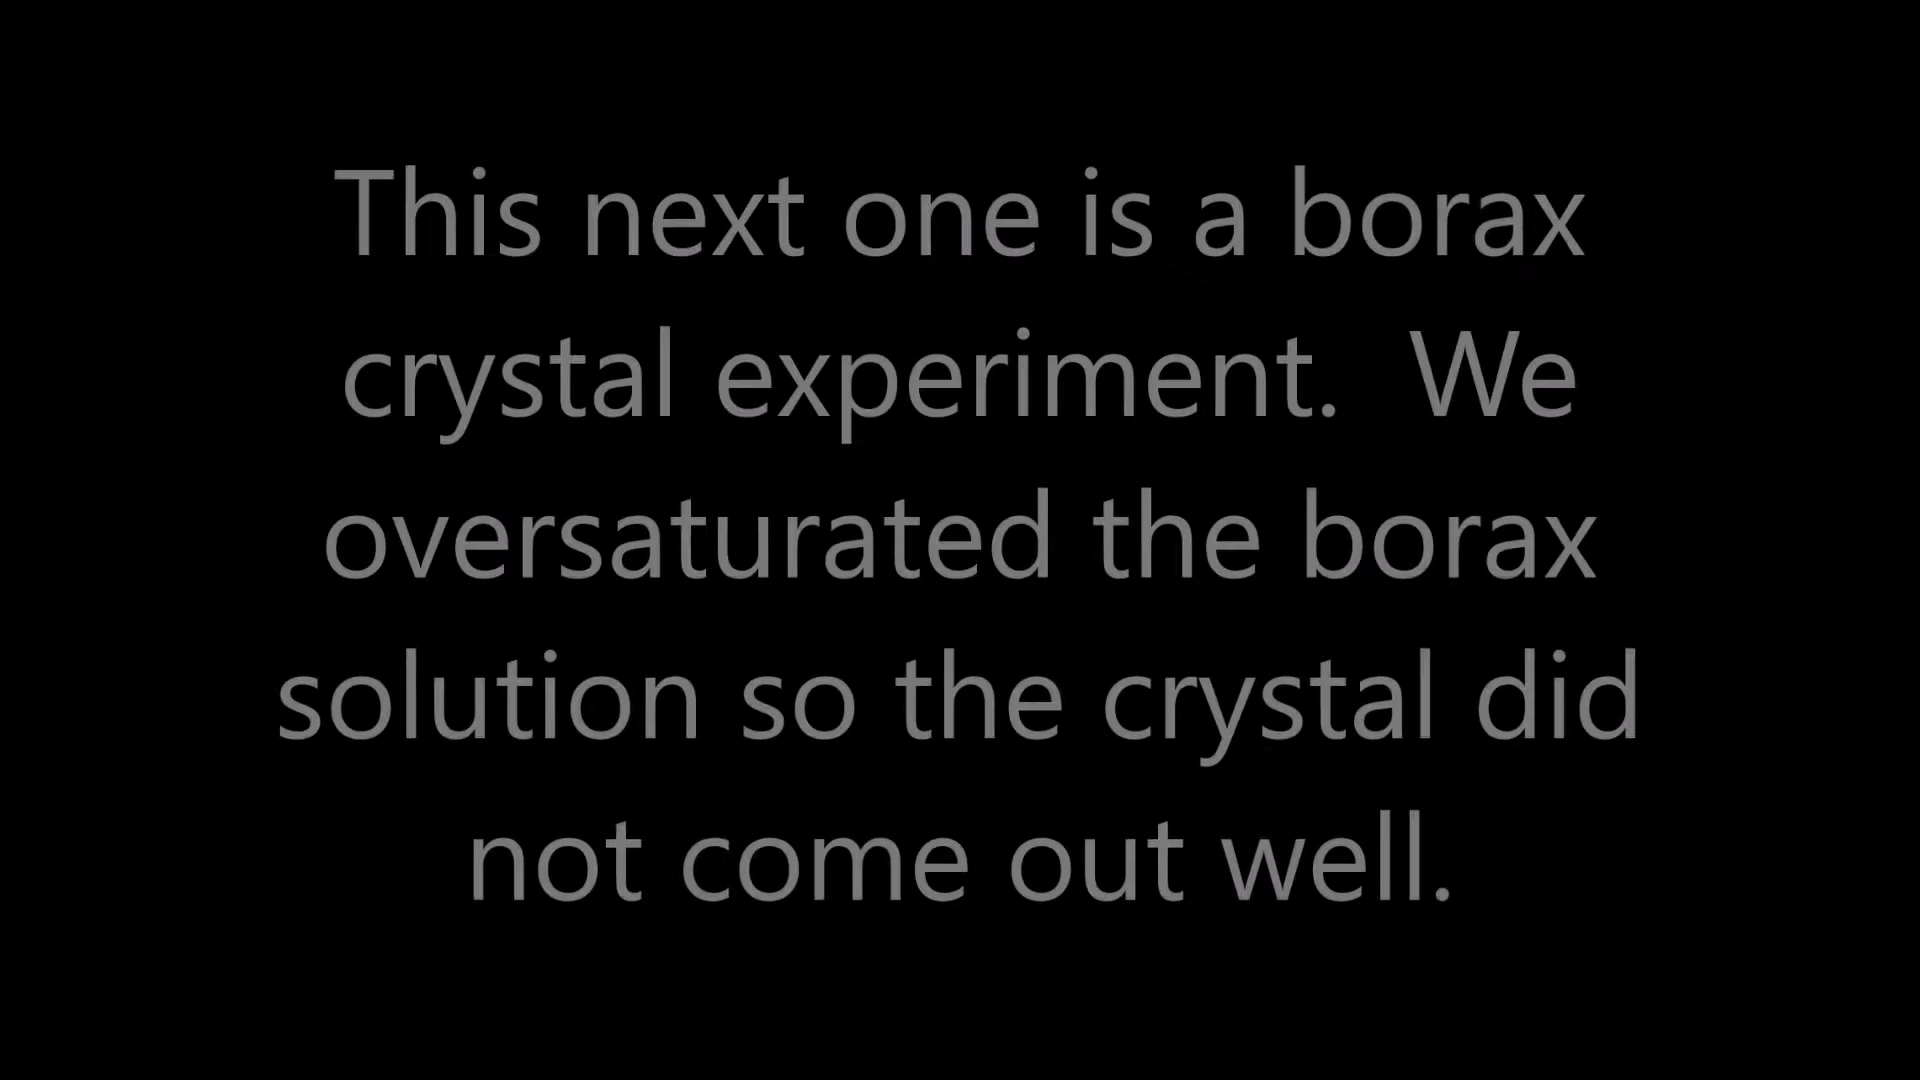 This next one is a borax
crystal experiment.  We
oversaturated the borax
solution so the crystal did
not come out well.